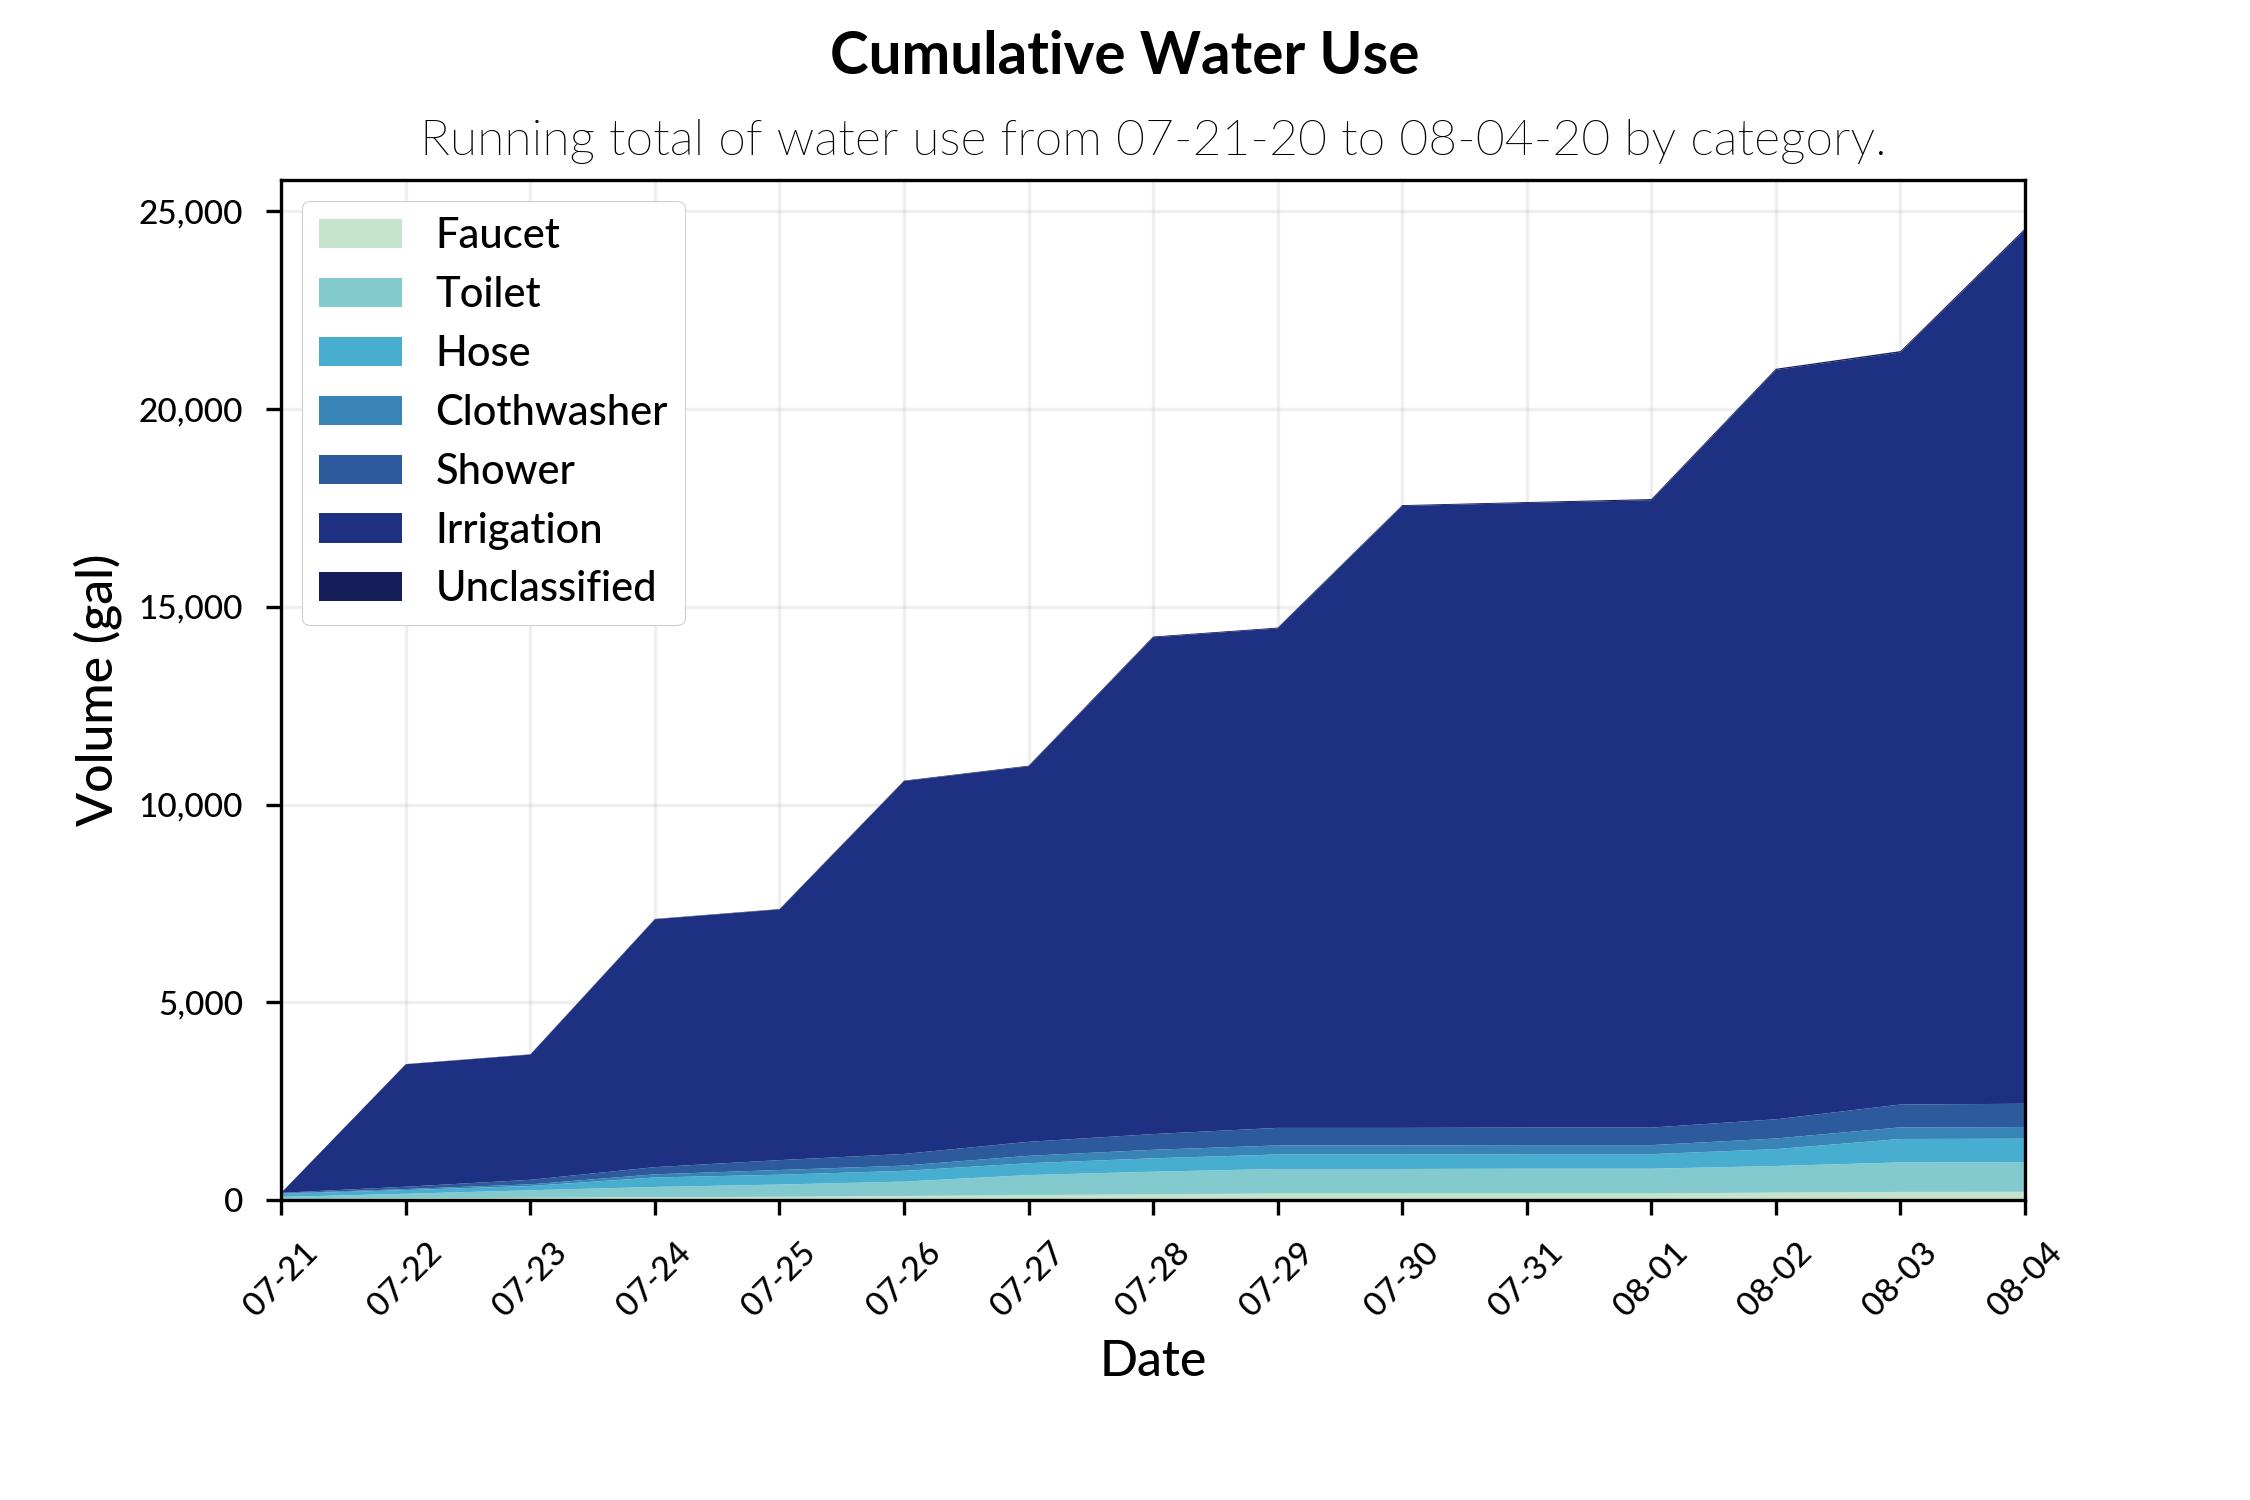 Cumulative Water Use
Running total of water use from 07-21-20 to 08-04-20 by category.
25,000
20,000
15,000
10,000
5,000
0
Volume (gal)
Faucet
Toilet
Hose
Clothwasher
Shower
Irrigation
Unclassified
07-21
07-22
07-23
07-24
07-25
07-26
07-27
07-28
07-29
07-30
07-31
08-01
08-02
08-03
08-04
Date